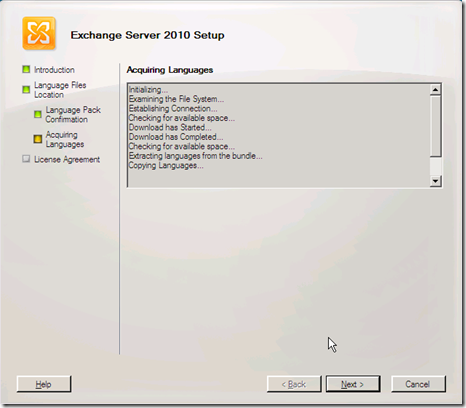 Exchange Server 2010 Setup
Introduction
Language Files
Location
Language Pack
Confirmation
Acquiring
Languages
License Agreement
Acquiring Languages
Initializing...
Examining the File System...
Establishing Connection...
Checking for available space...
Download has Started...
Download has Completed...
Checking for available space...
Extracting languages from the bundle...
Copying Languages...
Help
< Back
Next >
Cancel